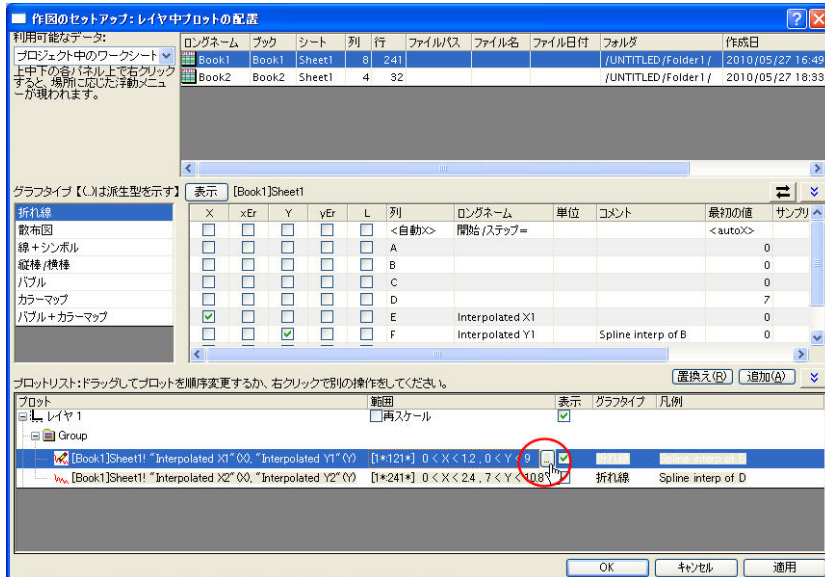 作図のセットアップ: レイヤ中プロットの配置
利用可能なデータ:
プロジェクト中のワークシート
上中下の各パネル上で右クリックすると、場所に応じた浮動メニューが現われます。
ロングネーム ブック シート 列 行 ファイルパス ファイル名 ファイル日付 フォルダ 作成日
Book1 Book1 Sheet1 8 241 /UNTITLED/Folder1/ 2010/05/27 16:49
Book2 Book2 Sheet1 4 32 /UNTITLED/Folder1/ 2010/05/27 18:33
グラフタイプ【(.)は派生型を示す】 表示 [Book1]Sheet1
折れ線
散布図
線+シンボル
縦棒/横棒
バブル
カラーマップ
バブル+カラーマップ
X xEr Y yEr L 列 ロングネーム 単位 コメント 最初の値 サンプリ
<自動X> 開始/ステップ= <autoX>
A 0
B 0
C 0
D 7
E Interpolated X1 0
F Interpolated Y1 Spline interp of B 0
プロットリスト:ドラッグしてプロットを順序変更するか、右クリックで別の操作をしてください。 置換え(R) 追加(A)
プロット 範囲 表示 グラフタイプ 凡例
レイヤ 1 再スケール
Group
[Book1]Sheet1! "Interpolated X1"(X), "Interpolated Y1"(Y) [1*:121*] 0 < X < 1.2 , 0 < Y < 9 ... 折れ線 Spline interp of B
[Book1]Sheet1! "Interpolated X2"(X), "Interpolated Y2"(Y) [1*:241*] 0 < X < 2.4 , 7 < Y < 10.8 折れ線 Spline interp of D
OK キャンセル 適用